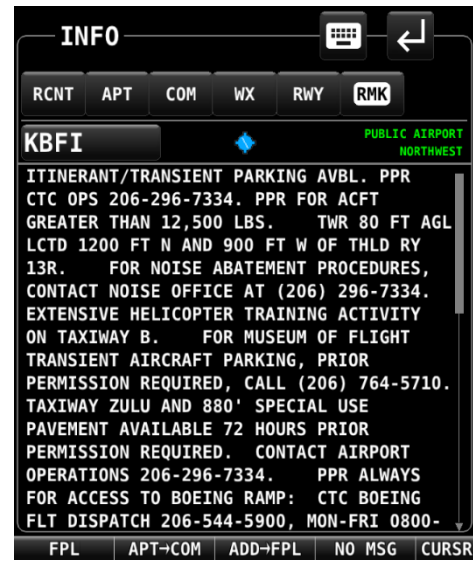 INFO
RCNT APT COM WX RWY RMK
KBFI
PUBLIC AIRPORT
NORTHWEST
ITINERANT/TRANSIENT PARKING AVBL. PPR
CTC OPS 206-296-7334. PPR FOR ACFT
GREATER THAN 12,500 LBS. TWR 80 FT AGL
LCTD 1200 FT N AND 900 FT W OF THLD RY
13R. FOR NOISE ABATEMENT PROCEDURES,
CONTACT NOISE OFFICE AT (206) 296-7334.
EXTENSIVE HELICOPTER TRAINING ACTIVITY
ON TAXIWAY B. FOR MUSEUM OF FLIGHT
TRANSIENT AIRCRAFT PARKING, PRIOR
PERMISSION REQUIRED, CALL (206) 764-5710.
TAXIWAY ZULU AND 880' SPECIAL USE
PAVEMENT AVAILABLE 72 HOURS PRIOR
PERMISSION REQUIRED. CONTACT AIRPORT
OPERATIONS 206-296-7334. PPR ALWAYS
FOR ACCESS TO BOEING RAMP: CTC BOEING
FLT DISPATCH 206-544-5900, MON-FRI 0800-
FPL APT→COM ADD→FPL NO MSG CURSR